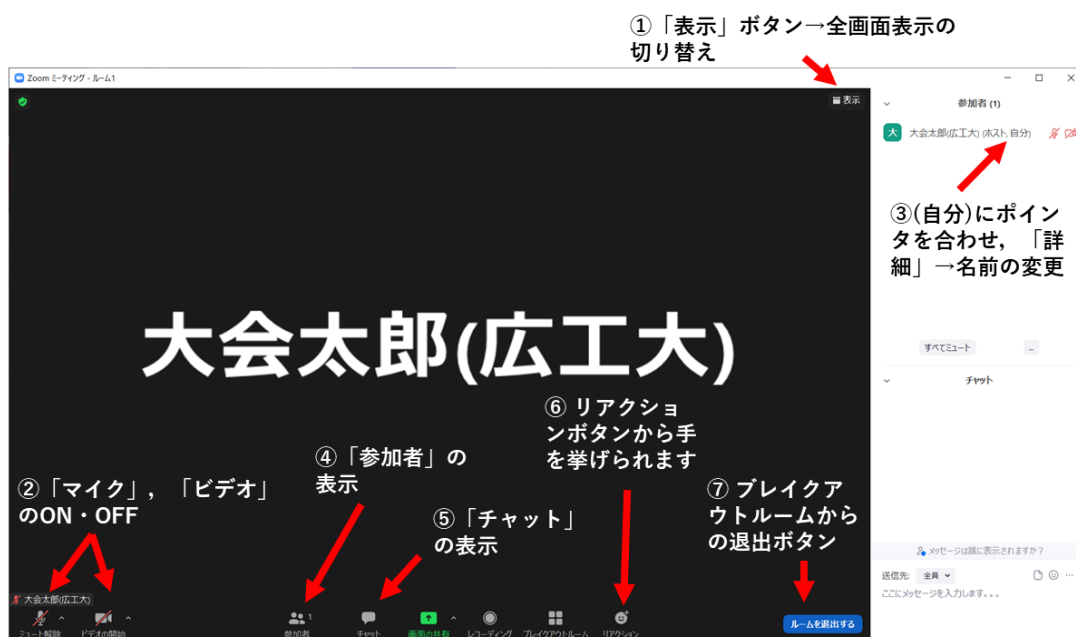 ①「表示」ボタン→全画面表示の
切り替え
Zoom ミーティング - ルーム1
表示
参加者 (1)
大 大会太郎(広工大) (ホスト, 自分)
③(自分)にポイン
タを合わせ，「詳
細」→名前の変更
大会太郎(広工大)
すべてミュート
...
チャット
②「マイク」，「ビデオ」
のON・OFF
④「参加者」の
表示
⑤「チャット」
の表示
⑥ リアクショ
ンボタンから手
を挙げられます
⑦ ブレイクア
ウトルームから
の退出ボタン
メッセージは誰に表示されますか？
送信先: 全員
ここにメッセージを入力します。。。
大会太郎(広工大)
ミュート解除
ビデオの開始
1
参加者
チャット
画面の共有
レコーディング
ブレイクアウトルーム
リアクション
ルームを退出する